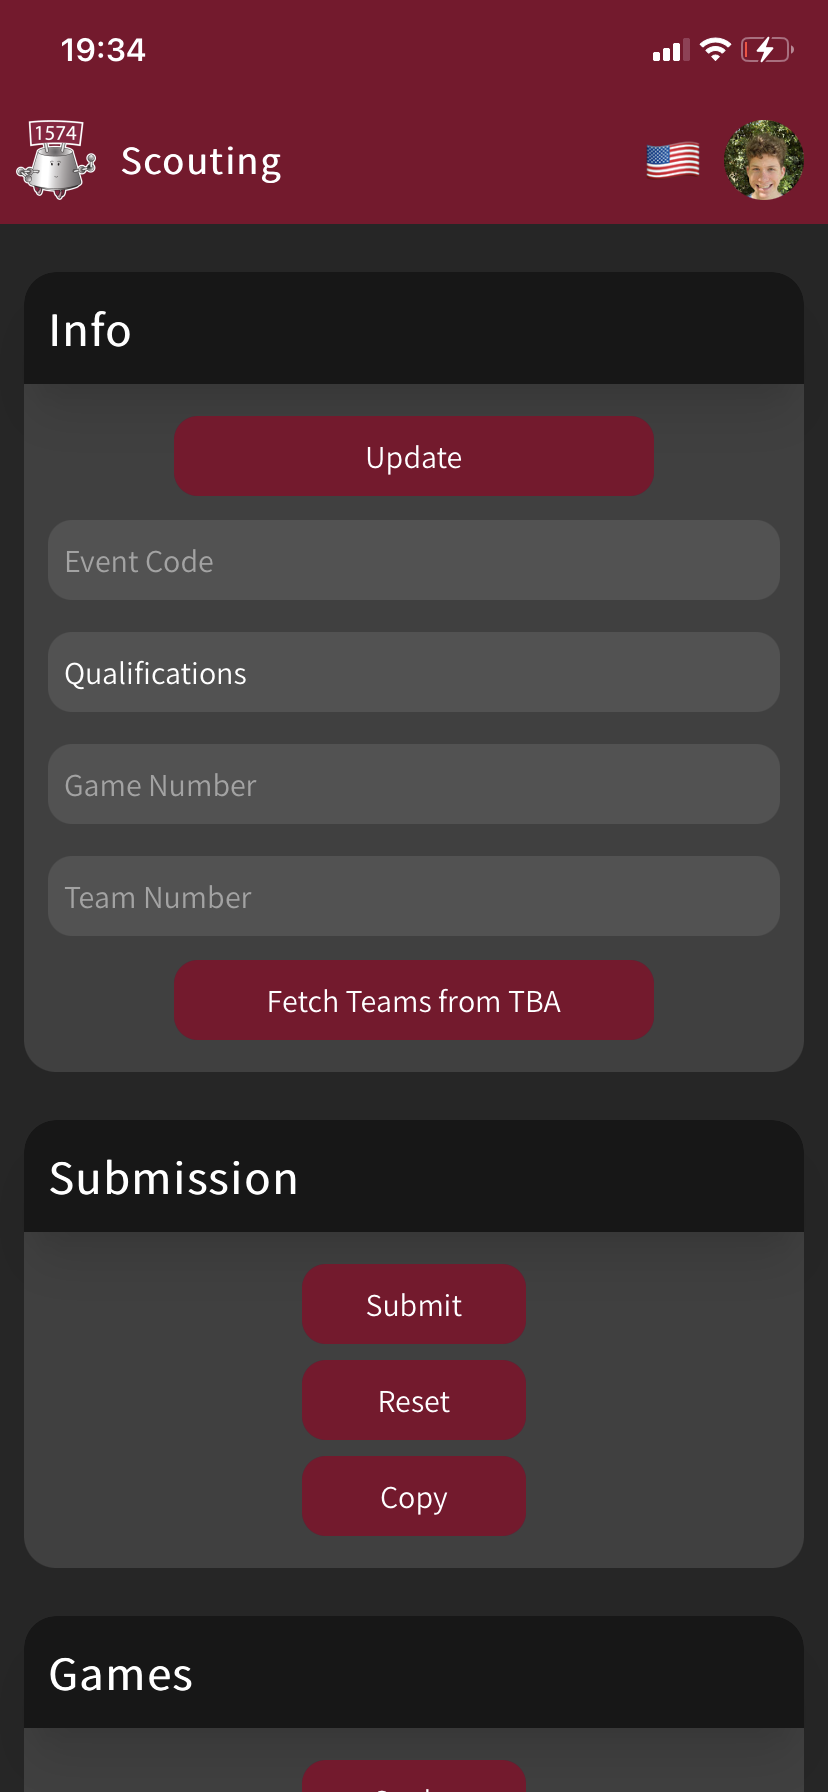 19:34
1574
Scouting
Info
Update
Event Code
Qualifications
Game Number
Team Number
Fetch Teams from TBA
Submission
Submit
Reset
Copy
Games